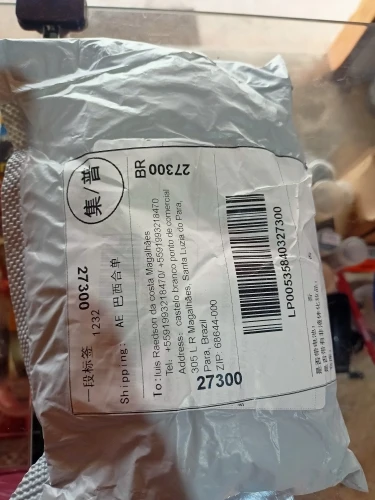 一段标签 27300 集/普
1232
Shipping: AE 巴西合单 BR
27300
To: luis Raedson da costa Magalhães
Tel: +5591993218470/ +5591993218470
Address: castelo branco ponto de comercial
305 L R Magalhães, Santa Luzia do Para,
Para, Brazil
ZIP: 68644-000
27300
LP00535840327300